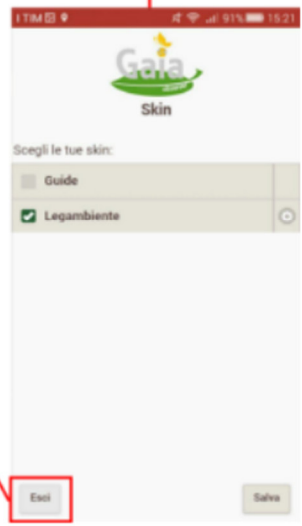 I TIM 91% 15:21
Gaia
Skin
Scegli le tue skin:
Guide
Legambiente
Esci
Salva